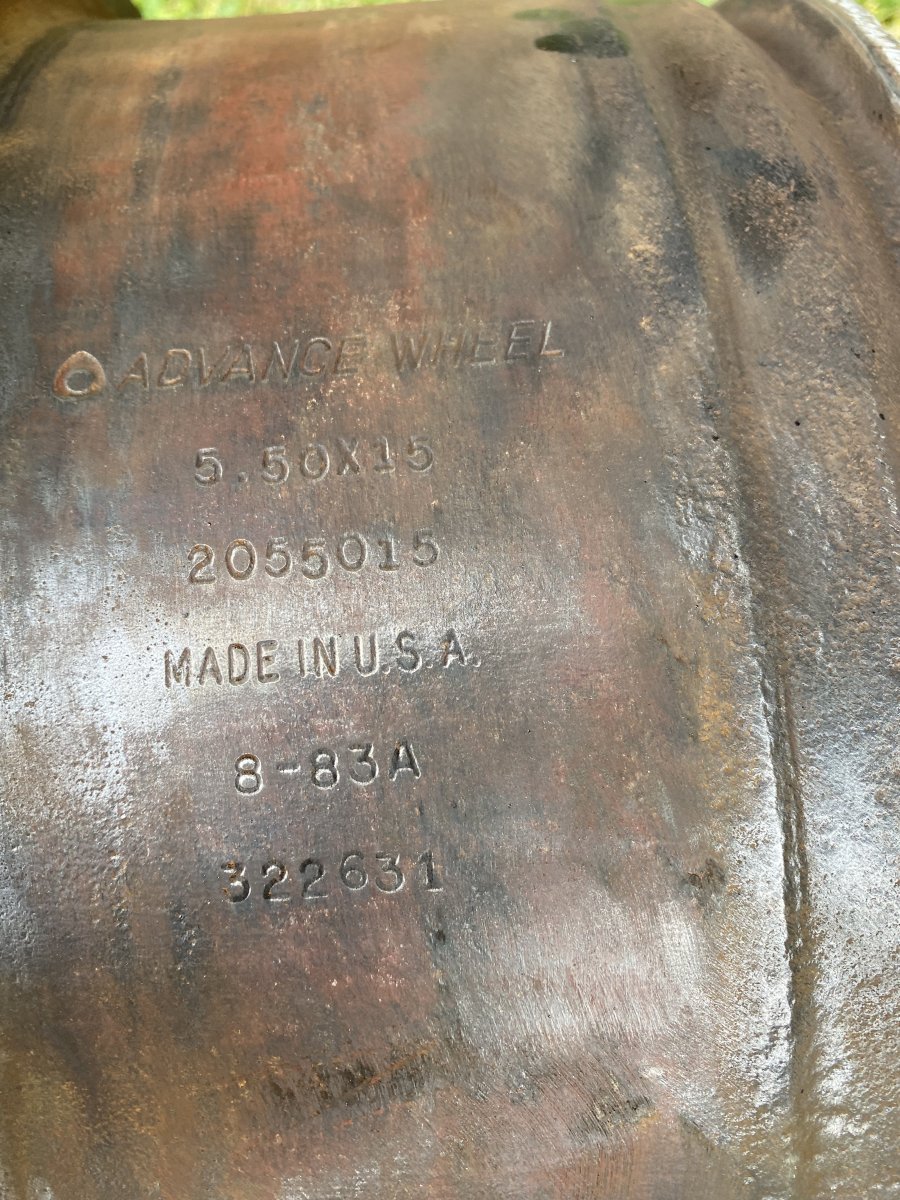 ADVANCE WHEEL
5.50X15
2055015
MADE IN U.S.A.
8-83A
322631